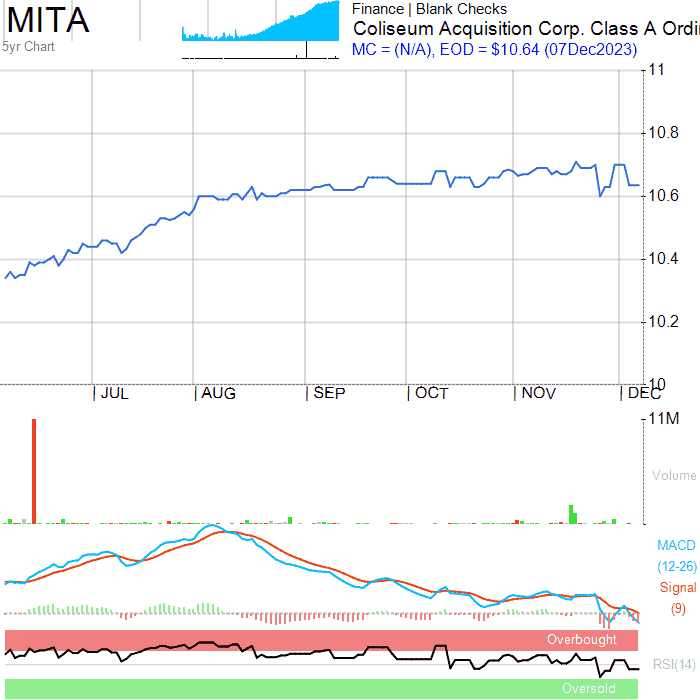 MITA
5yr Chart
Finance | Blank Checks
Coliseum Acquisition Corp. Class A Ordi
MC = (N/A), EOD = $10.64 (07Dec2023)
11
10.8
10.6
10.4
10.2
10
JUL AUG SEP OCT NOV DEC
11M
Volume
MACD
(12-26)
Signal
(9)
Overbought
RSI(14)
Oversold